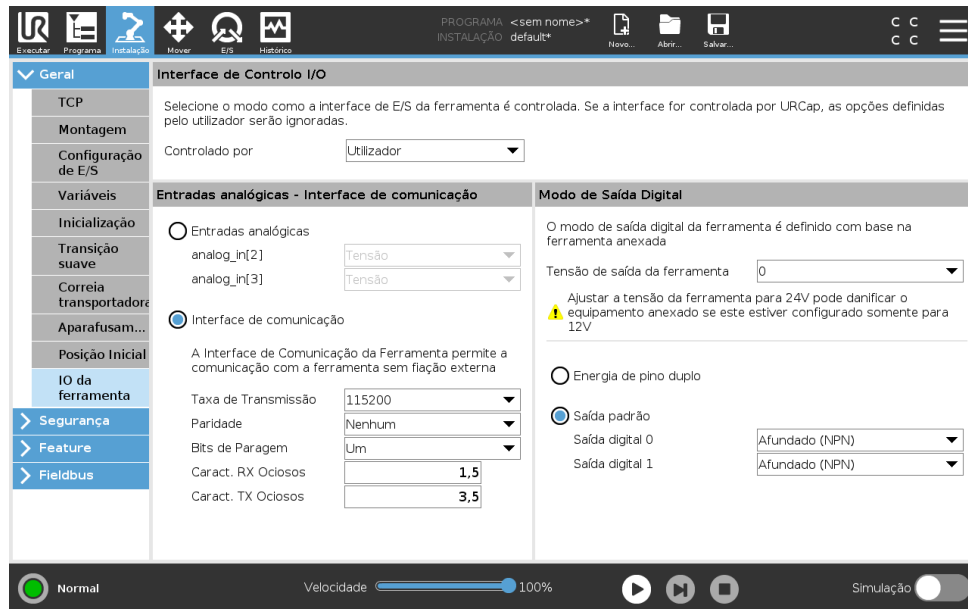 UR
Executar Programa Instalação Mover E/S Histórico
PROGRAMA <sem nome>*
INSTALAÇÃO default*
Novo... Abrir... Salvar...
C C
C C
Geral
TCP
Montagem
Configuração
de E/S
Variáveis
Inicialização
Transição
suave
Correia
transportadora
Aparafusam...
Posição Inicial
IO da
ferramenta
Segurança
Feature
Fieldbus
Interface de Controlo I/O
Selecione o modo como a interface de E/S da ferramenta é controlada. Se a interface for controlada por URCap, as opções definidas
pelo utilizador serão ignoradas.
Controlado por Utilizador
Entradas analógicas - Interface de comunicação
Entradas analógicas
analog_in[2] Tensão
analog_in[3] Tensão
Interface de comunicação
A Interface de Comunicação da Ferramenta permite a
comunicação com a ferramenta sem fiação externa
Taxa de Transmissão 115200
Paridade Nenhum
Bits de Paragem Um
Caract. RX Ociosos 1,5
Caract. TX Ociosos 3,5
Modo de Saída Digital
O modo de saída digital da ferramenta é definido com base na
ferramenta anexada
Tensão de saída da ferramenta 0
Ajustar a tensão da ferramenta para 24V pode danificar o
equipamento anexado se este estiver configurado somente para
12V
Energia de pino duplo
Saída padrão
Saída digital 0 Afundado (NPN)
Saída digital 1 Afundado (NPN)
Normal
Velocidade 100%
Simulação